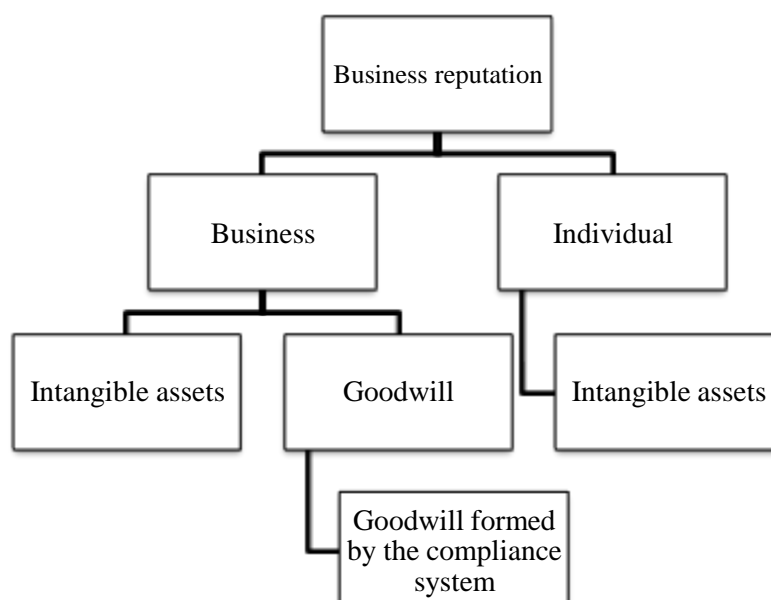 Business reputation
Business
Individual
Intangible assets
Goodwill
Intangible assets
Goodwill formed
by the compliance
system